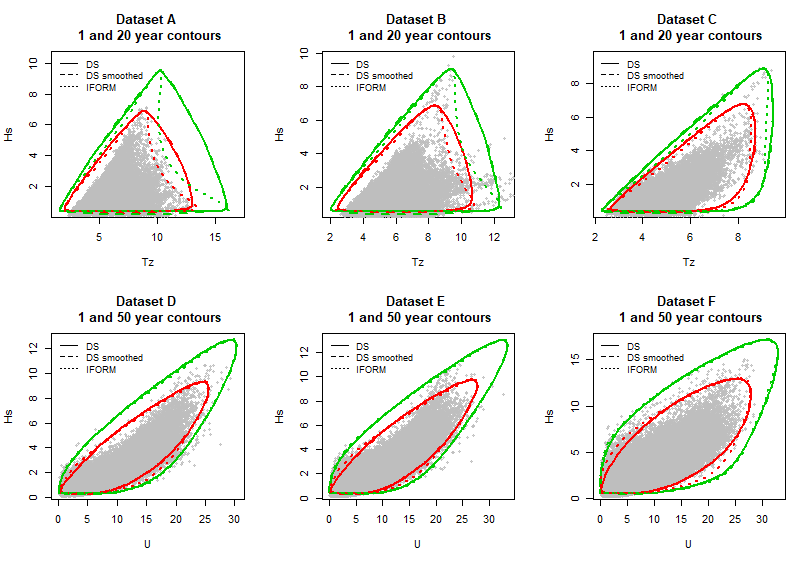 Dataset A
1 and 20 year contours
DS
DS smoothed
IFORM
Hs
2
4
6
8
10
5
10
15
Tz
Dataset B
1 and 20 year contours
DS
DS smoothed
IFORM
Hs
2
4
6
8
10
2
4
6
8
10
12
Tz
Dataset C
1 and 20 year contours
DS
DS smoothed
IFORM
Hs
2
4
6
8
2
4
6
8
Tz
Dataset D
1 and 50 year contours
DS
DS smoothed
IFORM
Hs
0
2
4
6
8
10
12
0
5
10
15
20
25
30
U
Dataset E
1 and 50 year contours
DS
DS smoothed
IFORM
Hs
0
2
4
6
8
10
12
0
5
10
15
20
25
30
U
Dataset F
1 and 50 year contours
DS
DS smoothed
IFORM
Hs
0
5
10
15
0
5
10
15
20
25
30
U